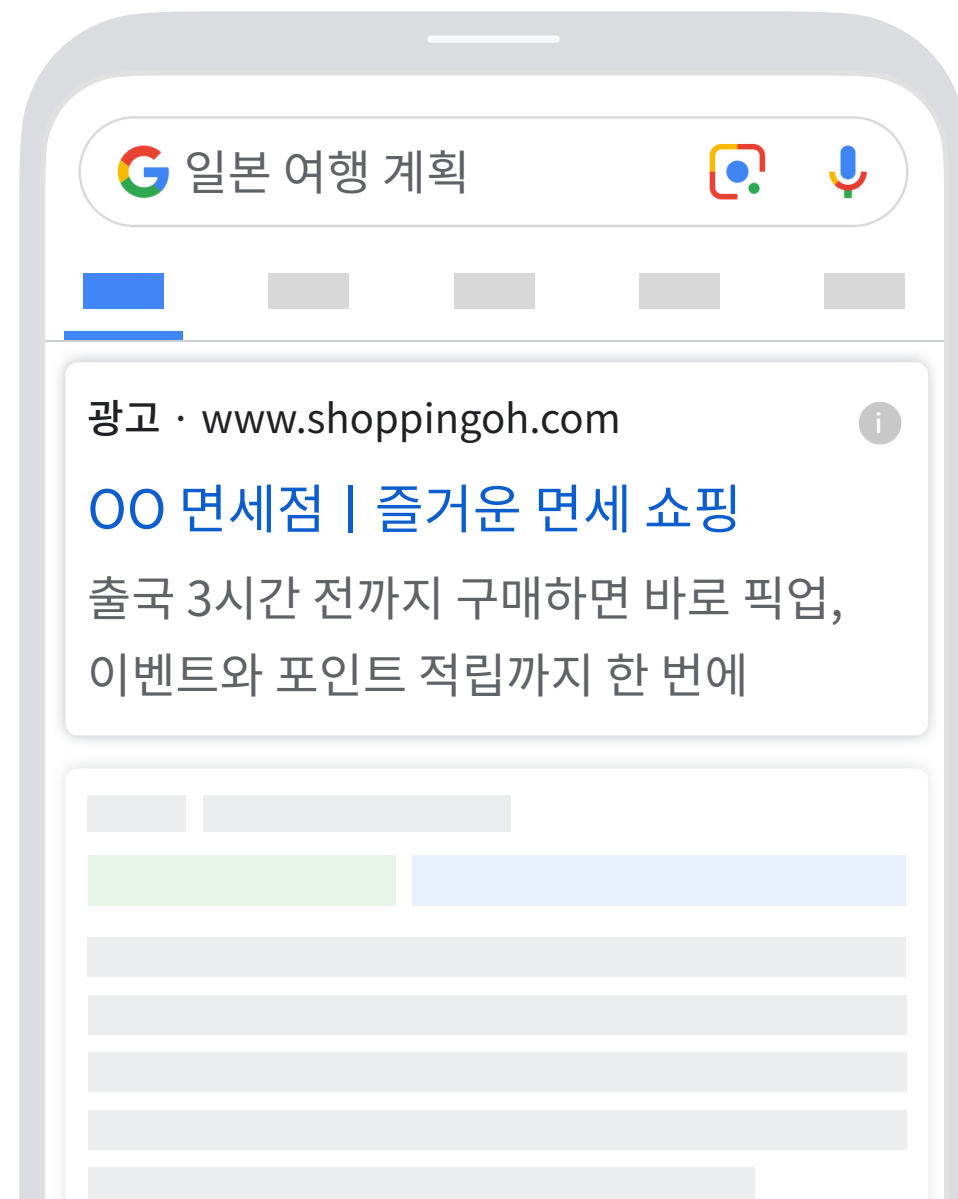 일본 여행 계획
광고 · www.shoppingoh.com
OO 면세점 | 즐거운 면세 쇼핑
출국 3시간 전까지 구매하면 바로 픽업,
이벤트와 포인트 적립까지 한 번에